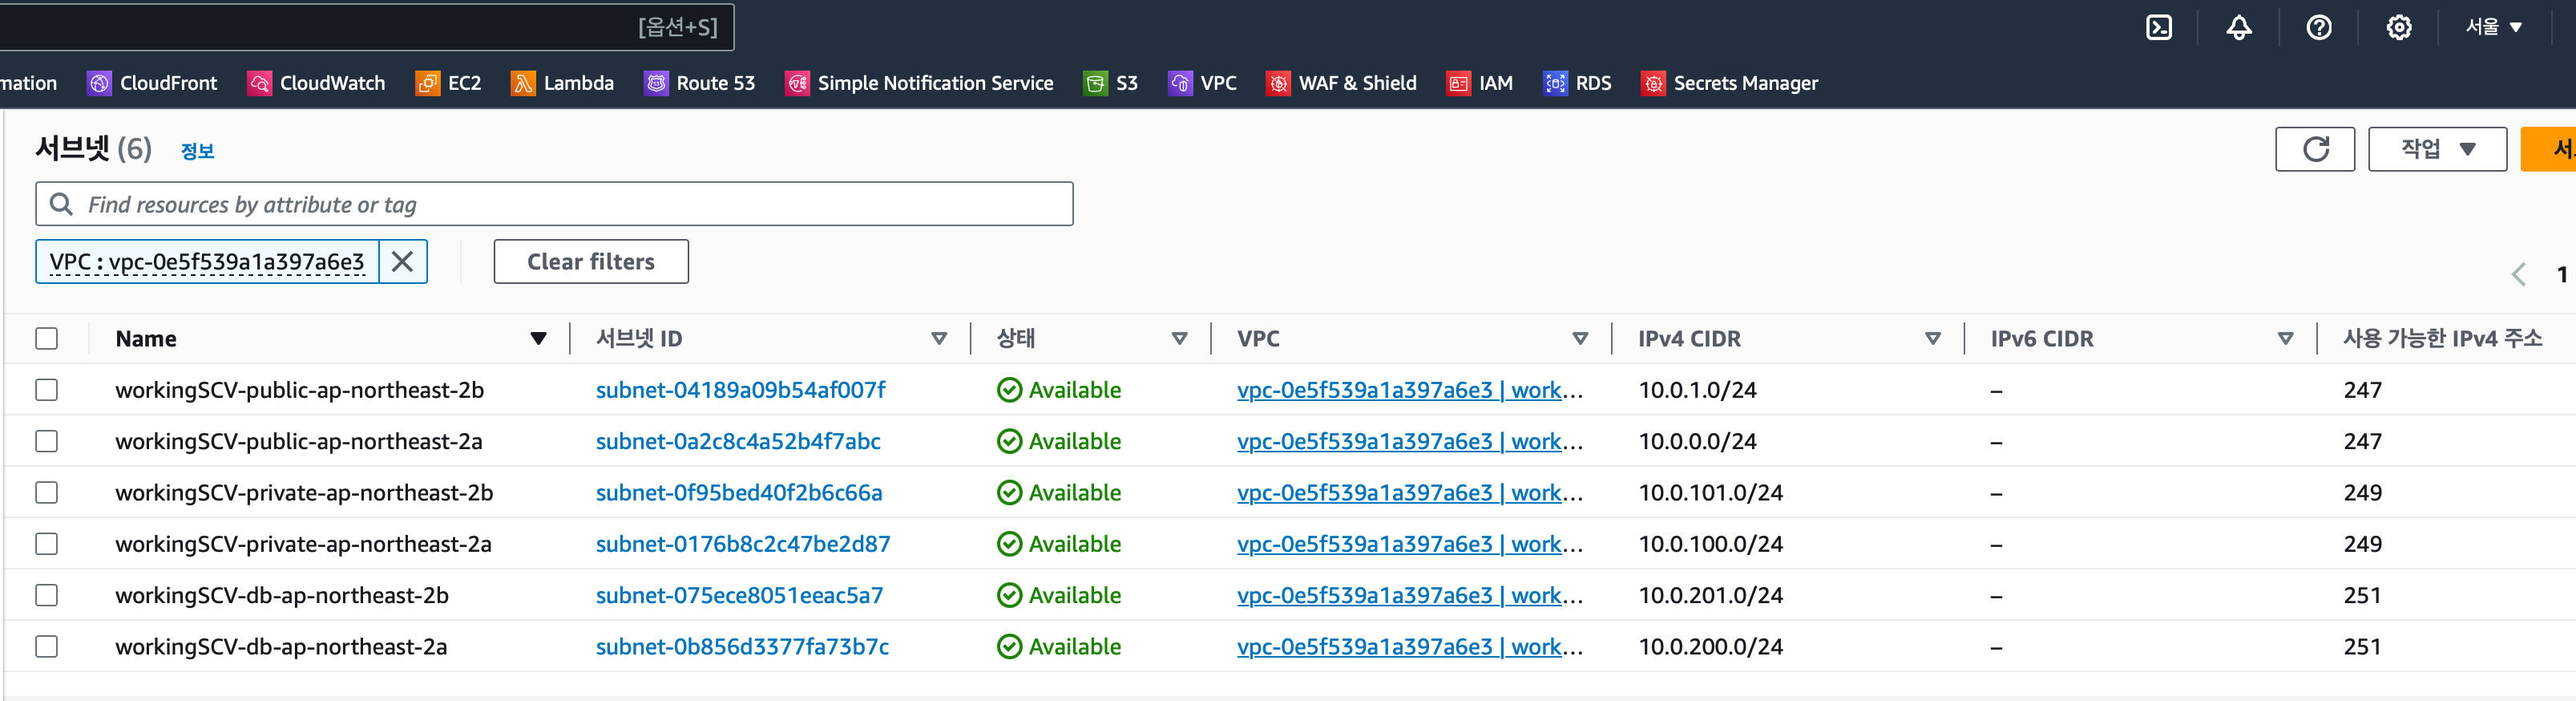 [옵션+S]
서울 ▼
mation CloudFront CloudWatch EC2 Lambda Route 53 Simple Notification Service S3 VPC WAF & Shield IAM RDS Secrets Manager
서브넷 (6) 정보
작업 ▼
Find resources by attribute or tag
VPC : vpc-0e5f539a1a397a6e3
Clear filters
1
Name 서브넷 ID 상태 VPC IPv4 CIDR IPv6 CIDR 사용 가능한 IPv4 주소
workingSCV-public-ap-northeast-2b subnet-04189a09b54af007f Available vpc-0e5f539a1a397a6e3 | work... 10.0.1.0/24 – 247
workingSCV-public-ap-northeast-2a subnet-0a2c8c4a52b4f7abc Available vpc-0e5f539a1a397a6e3 | work... 10.0.0.0/24 – 247
workingSCV-private-ap-northeast-2b subnet-0f95bed40f2b6c66a Available vpc-0e5f539a1a397a6e3 | work... 10.0.101.0/24 – 249
workingSCV-private-ap-northeast-2a subnet-0176b8c2c47be2d87 Available vpc-0e5f539a1a397a6e3 | work... 10.0.100.0/24 – 249
workingSCV-db-ap-northeast-2b subnet-075ece8051eeac5a7 Available vpc-0e5f539a1a397a6e3 | work... 10.0.201.0/24 – 251
workingSCV-db-ap-northeast-2a subnet-0b856d3377fa73b7c Available vpc-0e5f539a1a397a6e3 | work... 10.0.200.0/24 – 251